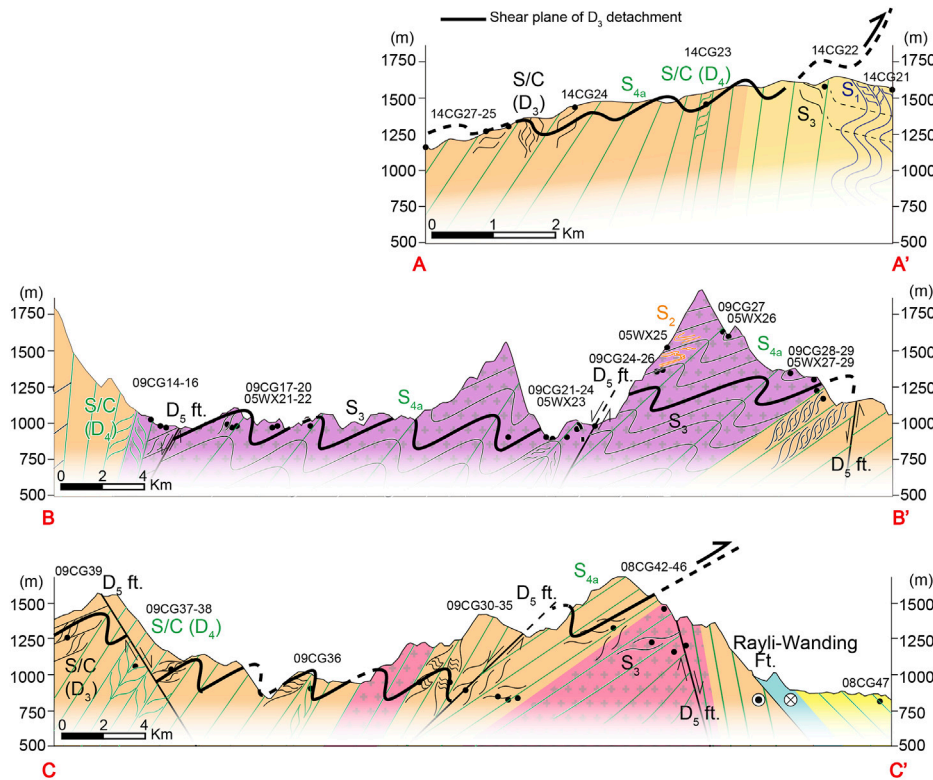 Shear plane of D3 detachment
(m)
(m)
1750
1500
1250
1000
750
500
14CG27-25
S/C
(D3)
14CG24
S4a
14CG23
S/C (D4)
14CG22
14CG21
S1
S3
1750
1500
1250
1000
750
500
0 1 2
Km
A
A'
(m)
(m)
1750
1500
1250
1000
750
500
S/C
(D4)
09CG14-16
D5 ft.
09CG17-20
05WX21-22
S3
S4a
09CG21-24
05WX23
09CG24-26
D5 ft.
05WX25
S2
S3
09CG27
05WX26
S4a
09CG28-29
05WX27-29
D5 ft.
1750
1500
1250
1000
750
500
0 2 4
Km
B
B'
(m)
(m)
1500
1250
1000
750
500
09CG39
D5 ft.
S/C
(D3)
09CG37-38
S/C (D4)
09CG36
09CG30-35
D5 ft.
S4a
08CG42-46
S3
D5 ft.
Rayli-Wanding
Ft.
08CG47
1500
1250
1000
750
500
0 2 4
Km
C
C'